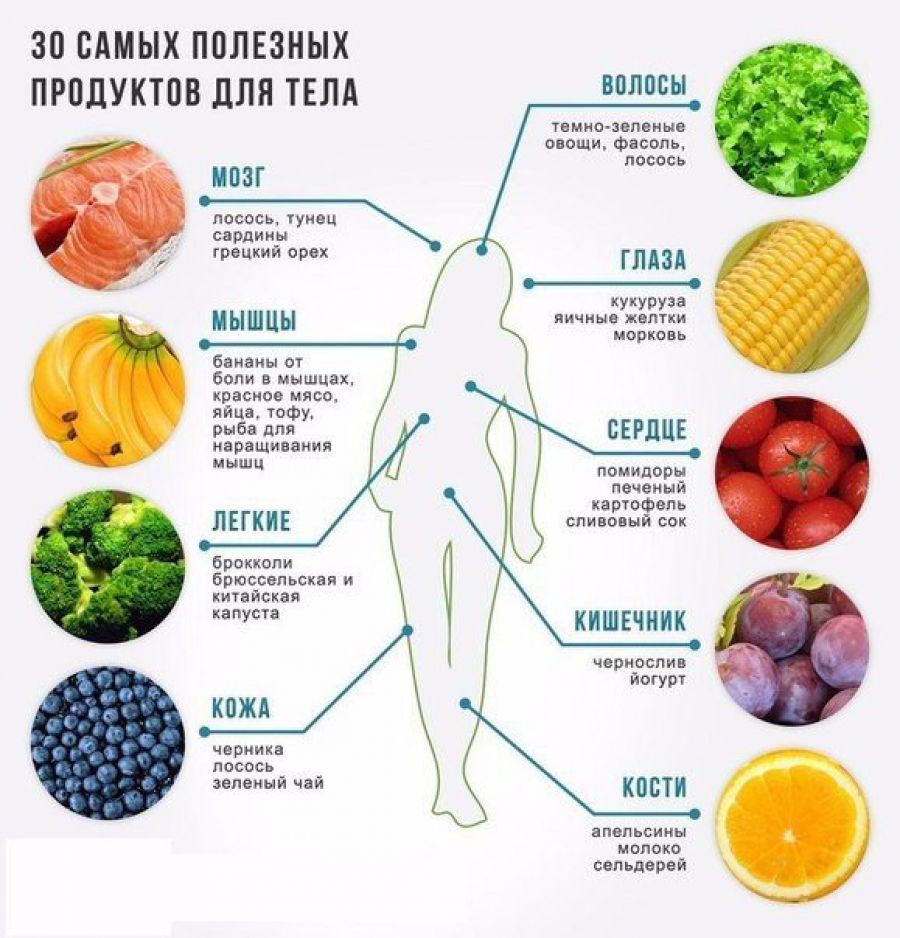 30 САМЫХ ПОЛЕЗНЫХ
ПРОДУКТОВ ДЛЯ ТЕЛА
МОЗГ
лосось, тунец
сардины
грецкий орех
МЫШЦЫ
бананы от
боли в мышцах,
красное мясо,
яйца, тофу,
рыба для
наращивания
мышц
ЛЕГКИЕ
брокколи
брюссельская и
китайская
капуста
КОЖА
черника
лосось
зеленый чай
ВОЛОСЫ
темно-зеленые
овощи, фасоль,
лосось
ГЛАЗА
кукуруза
яичные желтки
морковь
СЕРДЦЕ
помидоры
печеный
картофель
сливовый сок
КИШЕЧНИК
чернослив
йогурт
КОСТИ
апельсины
молоко
сельдерей